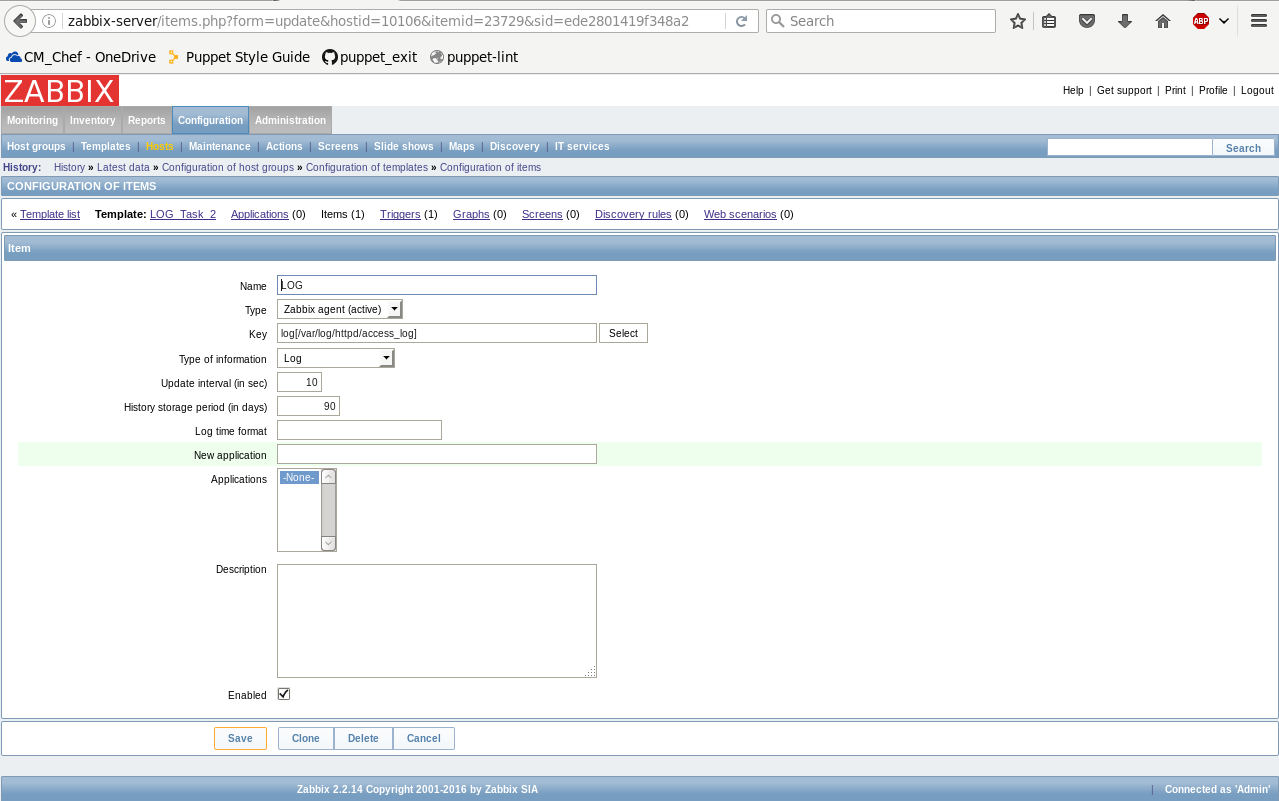 zabbix-server/items.php?form=update&hostid=10106&itemid=23729&sid=ede2801419f348a2 Search ABP
CM_Chef - OneDrive Puppet Style Guide puppet_exit puppet-lint
ZABBIX
Help | Get support | Print | Profile | Logout
Monitoring Inventory Reports Configuration Administration
Host groups | Templates | Hosts | Maintenance | Actions | Screens | Slide shows | Maps | Discovery | IT services Search
History: History » Latest data » Configuration of host groups » Configuration of templates » Configuration of items
CONFIGURATION OF ITEMS
« Template list Template: LOG_Task_2 Applications (0) Items (1) Triggers (1) Graphs (0) Screens (0) Discovery rules (0) Web scenarios (0)
Item
Name LOG
Type Zabbix agent (active)
Key log[/var/log/httpd/access_log] Select
Type of information Log
Update interval (in sec) 10
History storage period (in days) 90
Log time format
New application
Applications -None-
Description
Enabled
Save Clone Delete Cancel
Zabbix 2.2.14 Copyright 2001-2016 by Zabbix SIA | Connected as 'Admin'